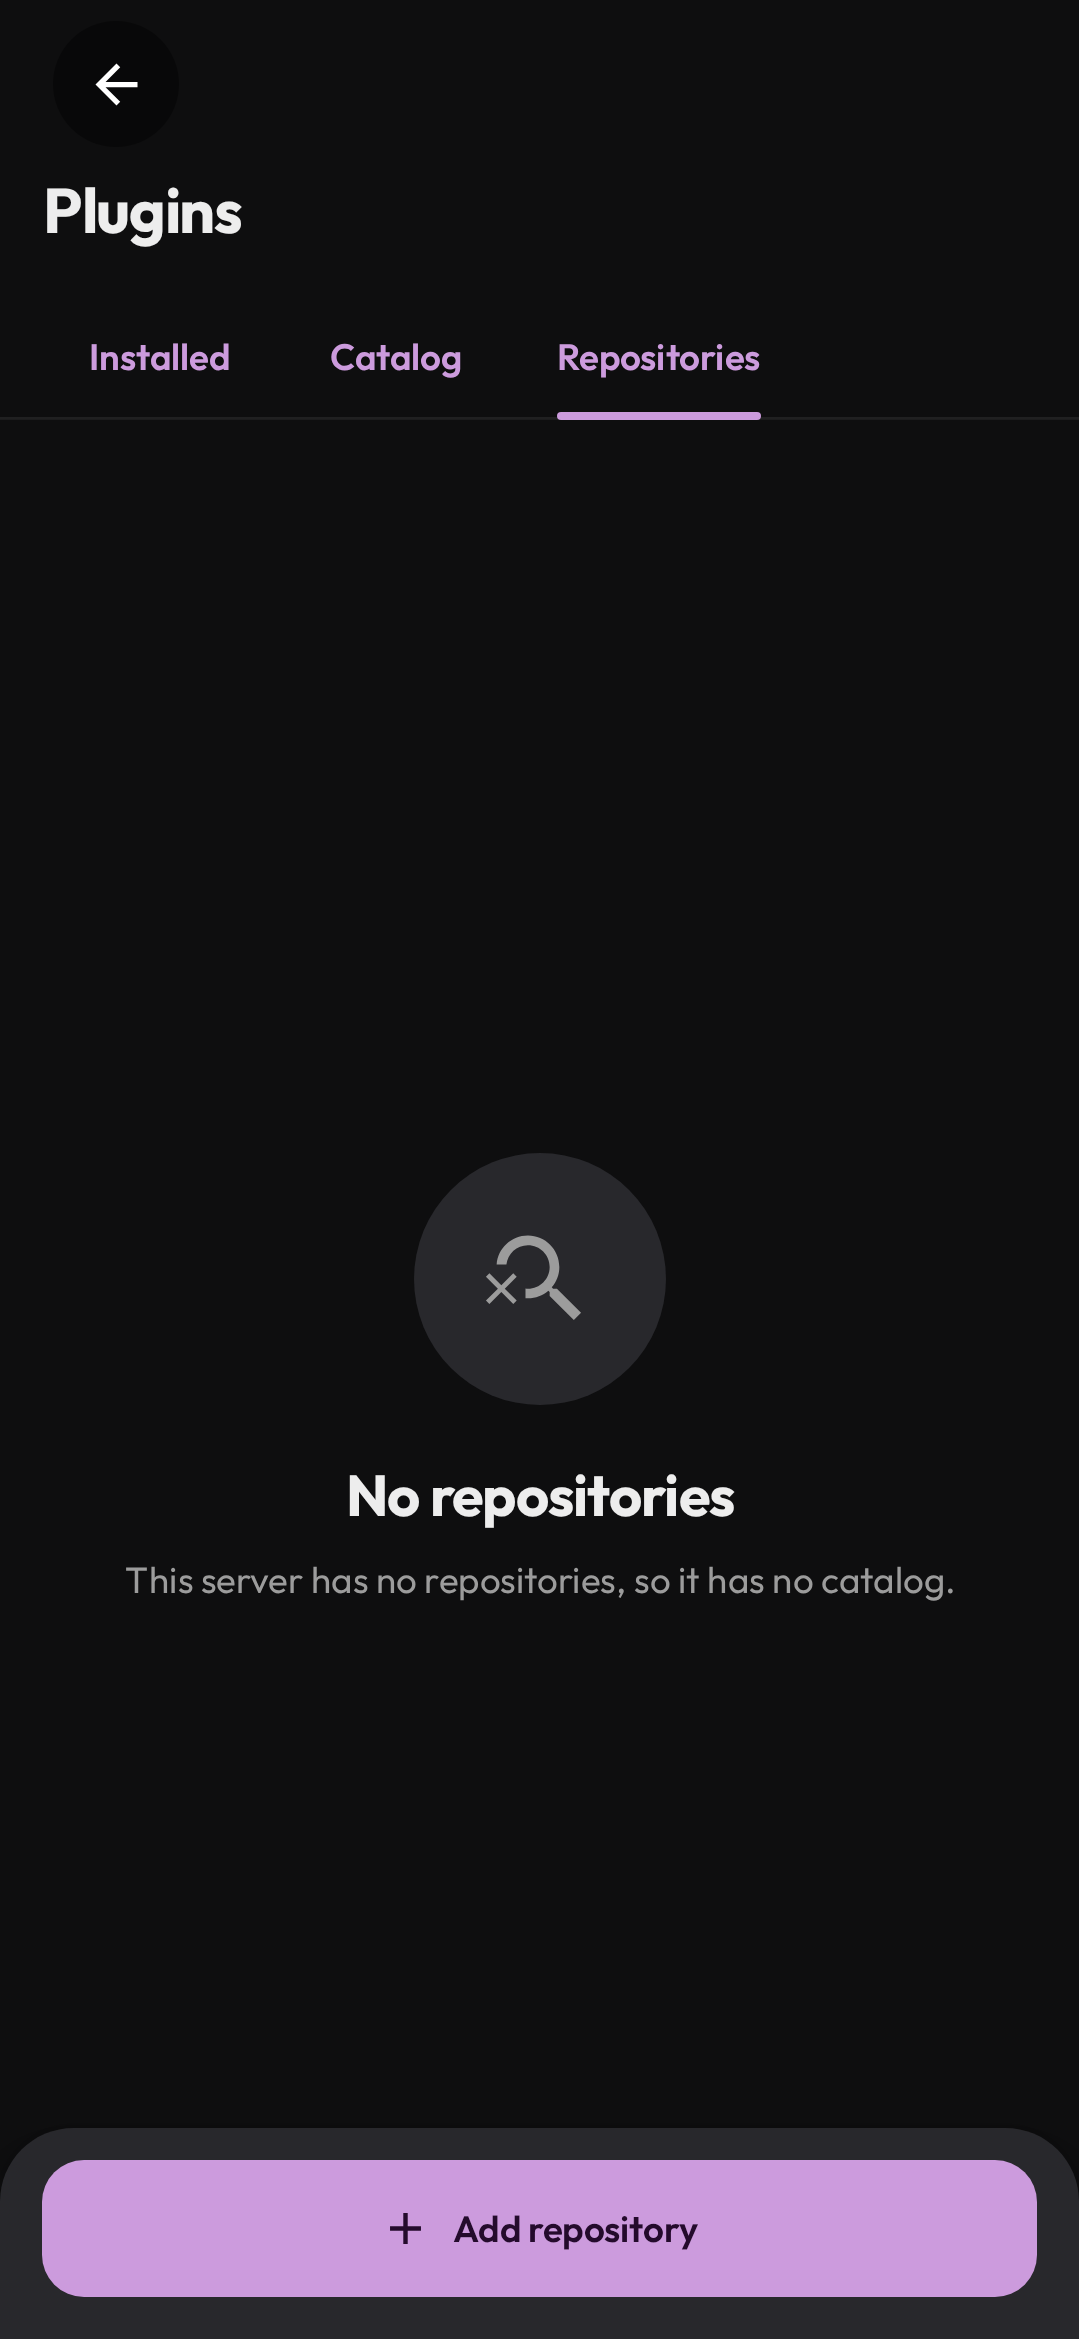 Plugins
Installed
Catalog
Repositories
No repositories
This server has no repositories, so it has no catalog.
Add repository